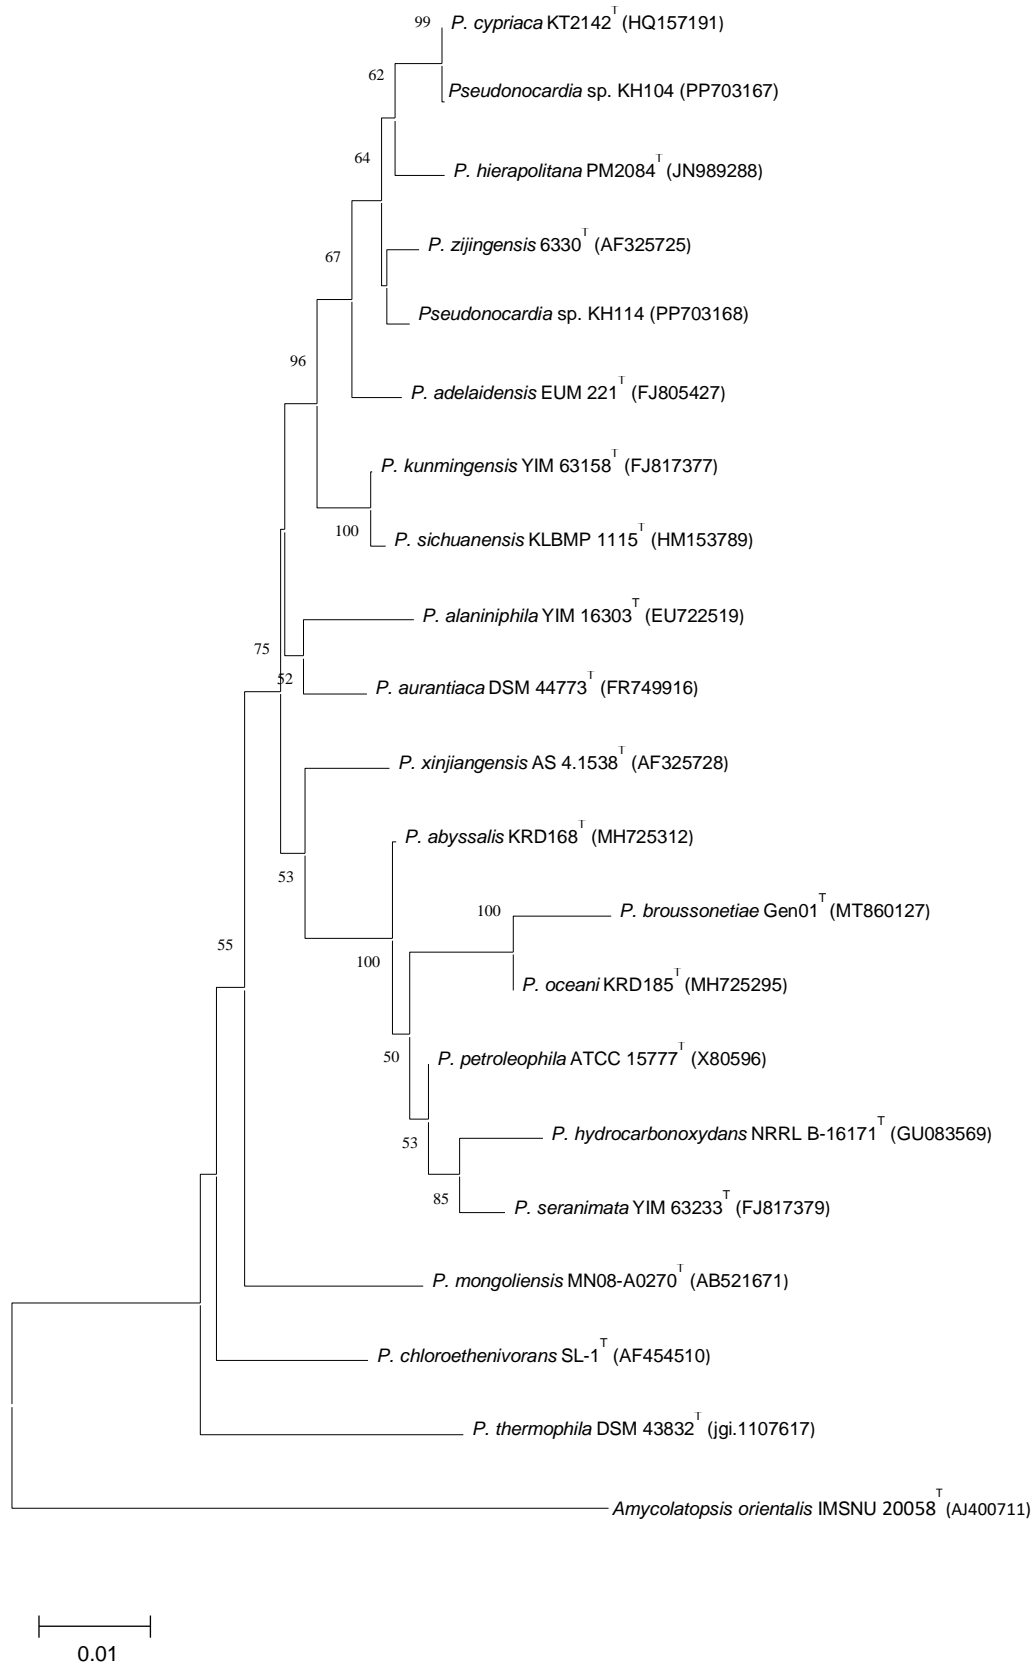 99
P. cypriaca KT2142T (HQ157191)
62
Pseudonocardia sp. KH104 (PP703167)
64
P. hierapolitana PM2084T (JN989288)
P. zijingensis 6330T (AF325725)
67
Pseudonocardia sp. KH114 (PP703168)
96
P. adelaidensis EUM 221T (FJ805427)
P. kunmingensis YIM 63158T (FJ817377)
100
P. sichuanensis KLBMP 1115T (HM153789)
P. alaniniphila YIM 16303T (EU722519)
75
52
P. aurantiaca DSM 44773T (FR749916)
P. xinjiangensis AS 4.1538T (AF325728)
P. abyssalis KRD168T (MH725312)
53
100
P. broussonetiae Gen01T (MT860127)
55
100
P. oceani KRD185T (MH725295)
50
P. petroleophila ATCC 15777T (X80596)
53
P. hydrocarbonoxydans NRRL B-16171T (GU083569)
85
P. seranimata YIM 63233T (FJ817379)
P. mongoliensis MN08-A0270T (AB521671)
P. chloroethenivorans SL-1T (AF454510)
P. thermophila DSM 43832T (jgi.1107617)
Amycolatopsis orientalis IMSNU 20058T (AJ400711)
0.01